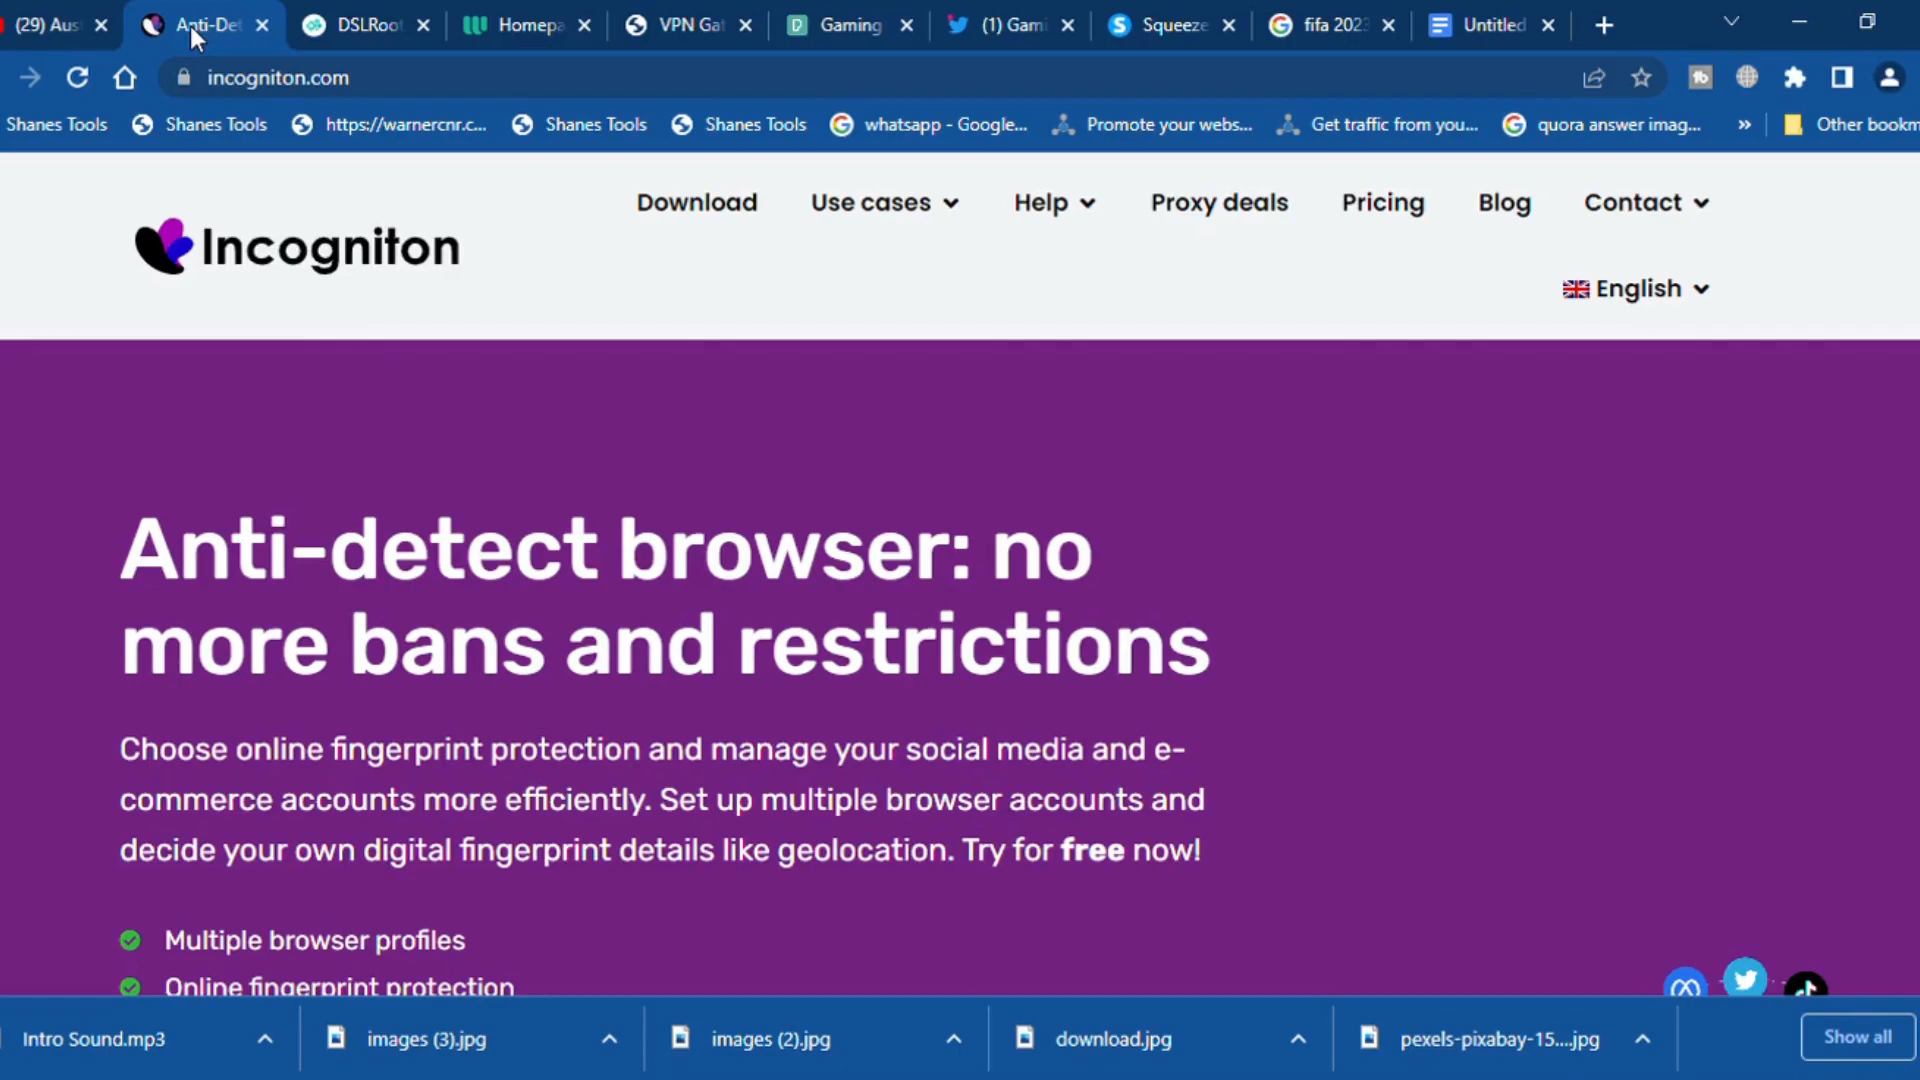 (29) Aus
Anti-Det
DSLRoot
Homepa
VPN Gat
Gaming
(1) Gami
Squeeze
fifa 2023
Untitled
incogniton.com
Shanes Tools
Shanes Tools
https://warnercnr.c...
Shanes Tools
Shanes Tools
whatsapp - Google...
Promote your webs...
Get traffic from you...
quora answer imag...
»
Other bookm
Incogniton
Download
Use cases
Help
Proxy deals
Pricing
Blog
Contact
English
Anti-detect browser: no
more bans and restrictions
Choose online fingerprint protection and manage your social media and e-
commerce accounts more efficiently. Set up multiple browser accounts and
decide your own digital fingerprint details like geolocation. Try for free now!
Multiple browser profiles
Online fingerprint protection
Intro Sound.mp3
images (3).jpg
images (2).jpg
download.jpg
pexels-pixabay-15....jpg
Show all